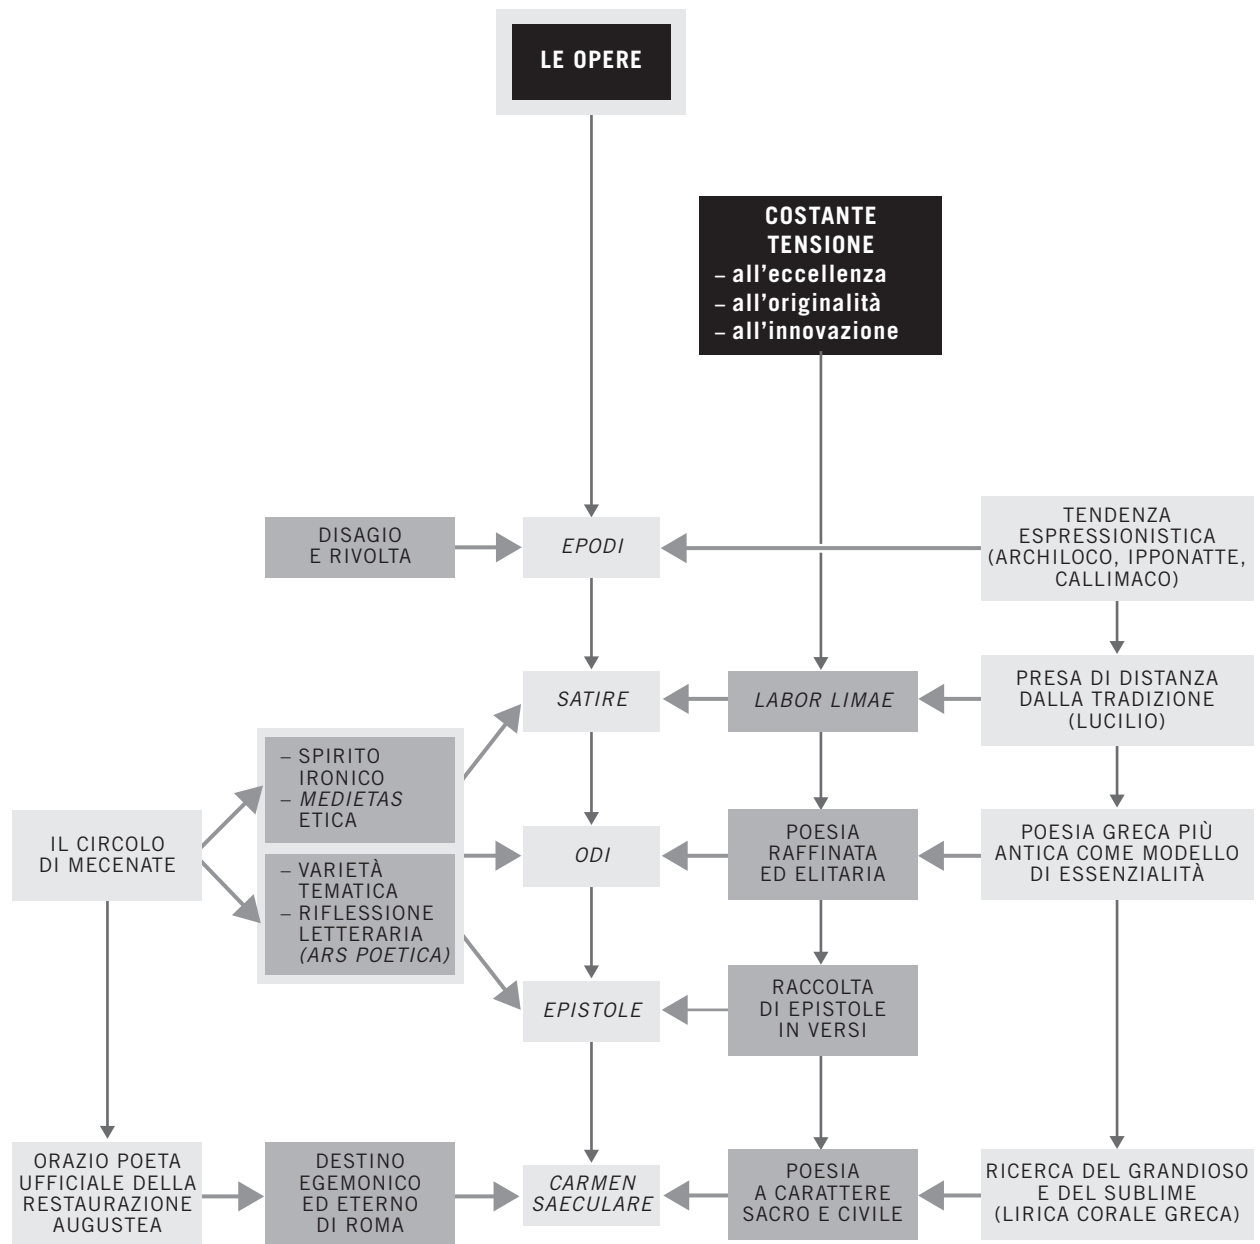 LE OPERE
COSTANTE
TENSIONE
– all’eccellenza
– all’originalità
– all’innovazione
DISAGIO
E RIVOLTA
EPODI
TENDENZA
ESPRESSIONISTICA
(ARCHILOCO, IPPONATTE,
CALLIMACO)
SATIRE
LABOR LIMAE
PRESA DI DISTANZA
DALLA TRADIZIONE
(LUCILIO)
– SPIRITO
IRONICO
– MEDIETAS
ETICA
IL CIRCOLO
DI MECENATE
– VARIETÀ
TEMATICA
– RIFLESSIONE
LETTERARIA
(ARS POETICA)
ODI
POESIA
RAFFINATA
ED ELITARIA
POESIA GRECA PIÙ
ANTICA COME MODELLO
DI ESSENZIALITÀ
EPISTOLE
RACCOLTA
DI EPISTOLE
IN VERSI
ORAZIO POETA
UFFICIALE DELLA
RESTAURAZIONE
AUGUSTEA
DESTINO
EGEMONICO
ED ETERNO
DI ROMA
CARMEN
SAECULARE
POESIA
A CARATTERE
SACRO E CIVILE
RICERCA DEL GRANDIOSO
E DEL SUBLIME
(LIRICA CORALE GRECA)